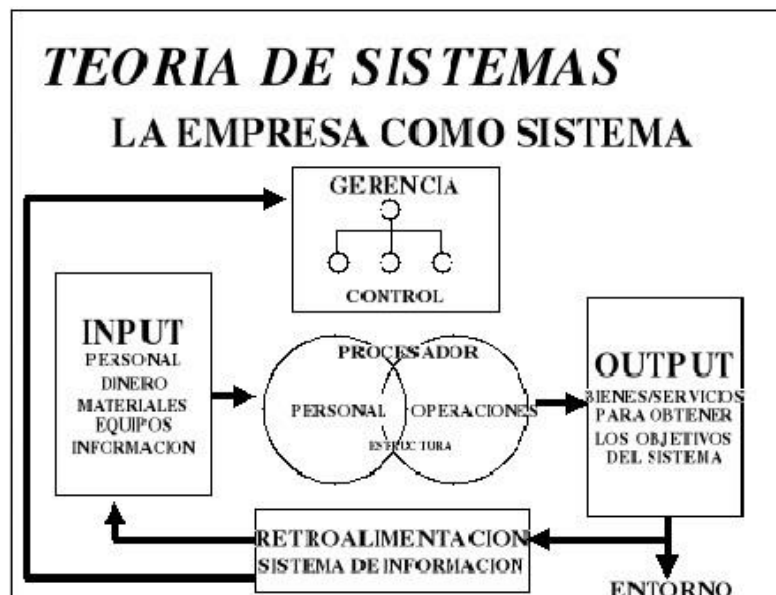 TEORIA DE SISTEMAS
LA EMPRESA COMO SISTEMA
GERENCIA
CONTROL
INPUT
PERSONAL
DINERO
MATERIALES
EQUIPOS
INFORMACION
PROCESADOR
PERSONAL
OPERACIONES
ESTRUCTURA
OUTPUT
BIENES/SERVICIOS
PARA OBTENER
LOS OBJETIVOS
DEL SISTEMA
RETROALIMENTACION
SISTEMA DE INFORMACION
ENTORNO